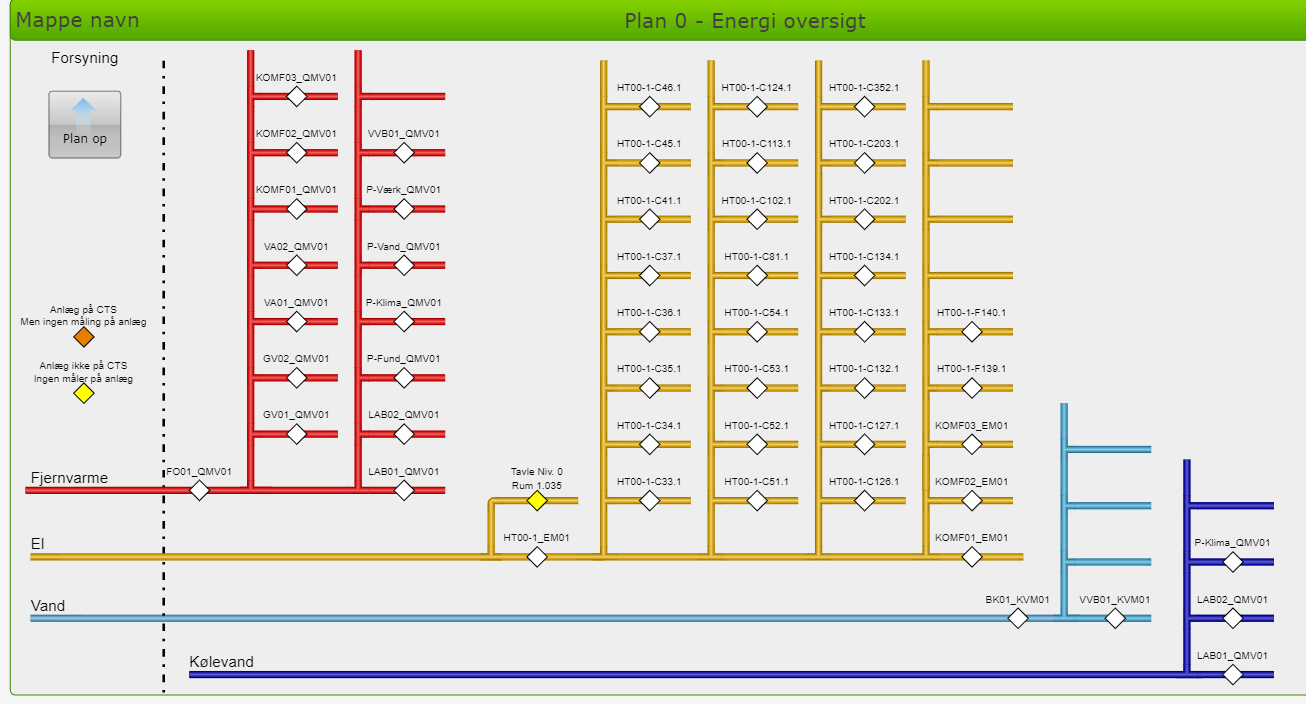 Mappe navn
Plan 0 - Energi oversigt
Forsyning
Plan op
Anlæg på CTS
Men ingen måling på anlæg
Anlæg ikke på CTS
Ingen måler på anlæg
Fjernvarme
FO01_QMV01
KOMF03_QMV01
KOMF02_QMV01
KOMF01_QMV01
VA02_QMV01
VA01_QMV01
GV02_QMV01
GV01_QMV01
VVB01_QMV01
P-Værk_QMV01
P-Vand_QMV01
P-Klima_QMV01
P-Fund_QMV01
LAB02_QMV01
LAB01_QMV01
El
Tavle Niv. 0
Rum 1.035
HT00-1_EM01
HT00-1-C46.1
HT00-1-C45.1
HT00-1-C41.1
HT00-1-C37.1
HT00-1-C36.1
HT00-1-C35.1
HT00-1-C34.1
HT00-1-C33.1
HT00-1-C124.1
HT00-1-C113.1
HT00-1-C102.1
HT00-1-C81.1
HT00-1-C54.1
HT00-1-C53.1
HT00-1-C52.1
HT00-1-C51.1
HT00-1-C352.1
HT00-1-C203.1
HT00-1-C202.1
HT00-1-C134.1
HT00-1-C133.1
HT00-1-C132.1
HT00-1-C127.1
HT00-1-C126.1
HT00-1-F140.1
HT00-1-F139.1
KOMF03_EM01
KOMF02_EM01
KOMF01_EM01
Vand
BK01_KVM01
VVB01_KVM01
Kølevand
P-Klima_QMV01
LAB02_QMV01
LAB01_QMV01